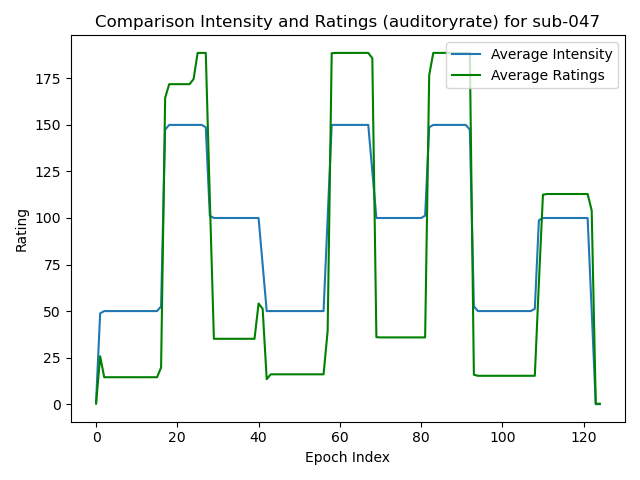 Comparison Intensity and Ratings (auditoryrate) for sub-047
Average Intensity
Average Ratings
Rating
175
150
125
100
75
50
25
0
0 20 40 60 80 100 120
Epoch Index